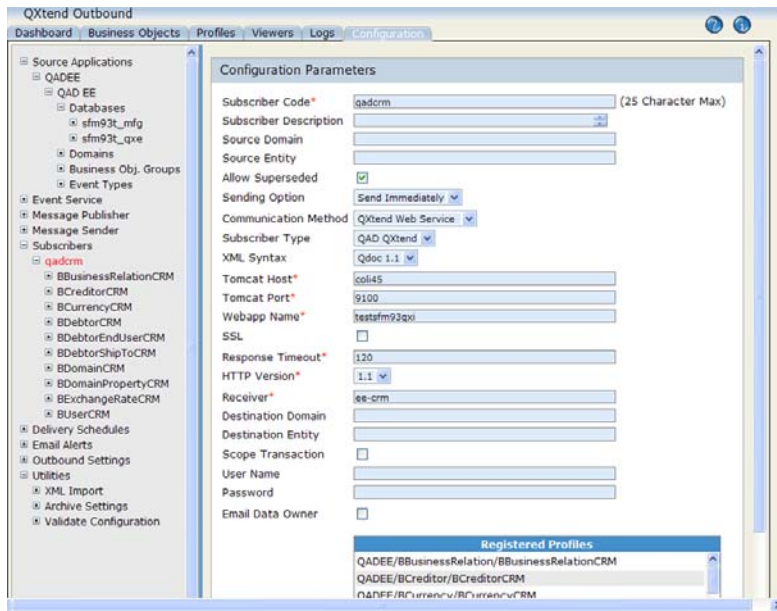 QXtend Outbound
Dashboard Business Objects Profiles Viewers Logs Configuration
Source Applications
QADEE
QAD EE
Databases
sfm93t_mfg
sfm93t_qxe
Domains
Business Obj. Groups
Event Types
Event Service
Message Publisher
Message Sender
Subscribers
qadcrm
BBusinessRelationCRM
BCreditorCRM
BCurrencyCRM
BDebtorCRM
BDebtorEndUserCRM
BDebtorShipToCRM
BDomainCRM
BDomainPropertyCRM
BExchangeRateCRM
BUserCRM
Delivery Schedules
Email Alerts
Outbound Settings
Utilities
XML Import
Archive Settings
Validate Configuration
Configuration Parameters
Subscriber Code* qadcrm (25 Character Max)
Subscriber Description
Source Domain
Source Entity
Allow Superseded
Sending Option Send Immediately
Communication Method QXtend Web Service
Subscriber Type QAD QXtend
XML Syntax Qdoc 1.1
Tomcat Host* coli45
Tomcat Port* 9100
Webapp Name* testsfm93qxi
SSL
Response Timeout* 120
HTTP Version* 1.1
Receiver* ee-crm
Destination Domain
Destination Entity
Scope Transaction
User Name
Password
Email Data Owner
Registered Profiles
QADEE/BBusinessRelation/BBusinessRelationCRM
QADEE/BCreditor/BCreditorCRM
QADEE/BCurrency/BCurrencyCRM